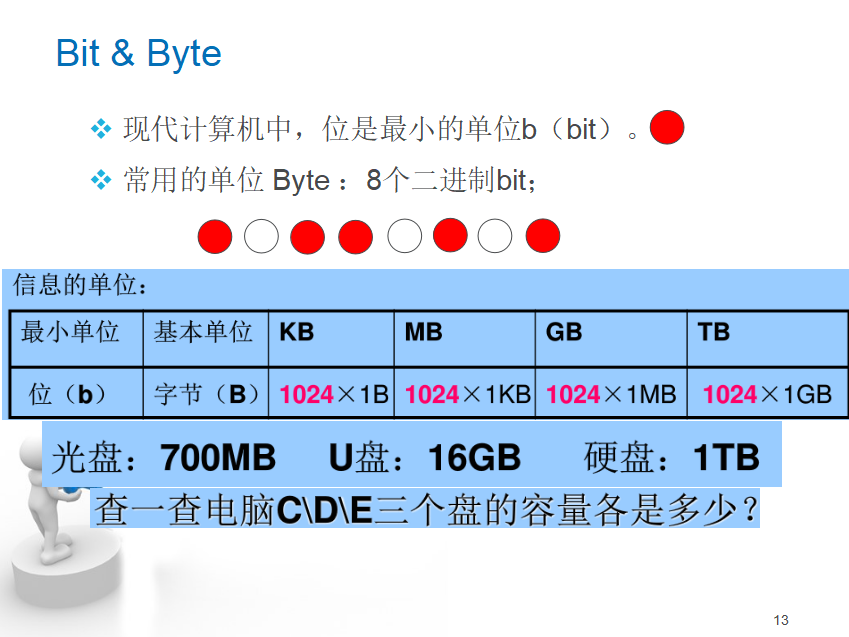 Bit & Byte
现代计算机中，位是最小的单位b（bit）。
常用的单位 Byte ：8个二进制bit；
信息的单位：
最小单位 基本单位 KB MB GB TB
位（b） 字节（B） 1024×1B 1024×1KB 1024×1MB 1024×1GB
光盘：700MB U盘：16GB 硬盘：1TB
查一查电脑C\D\E三个盘的容量各是多少？
13